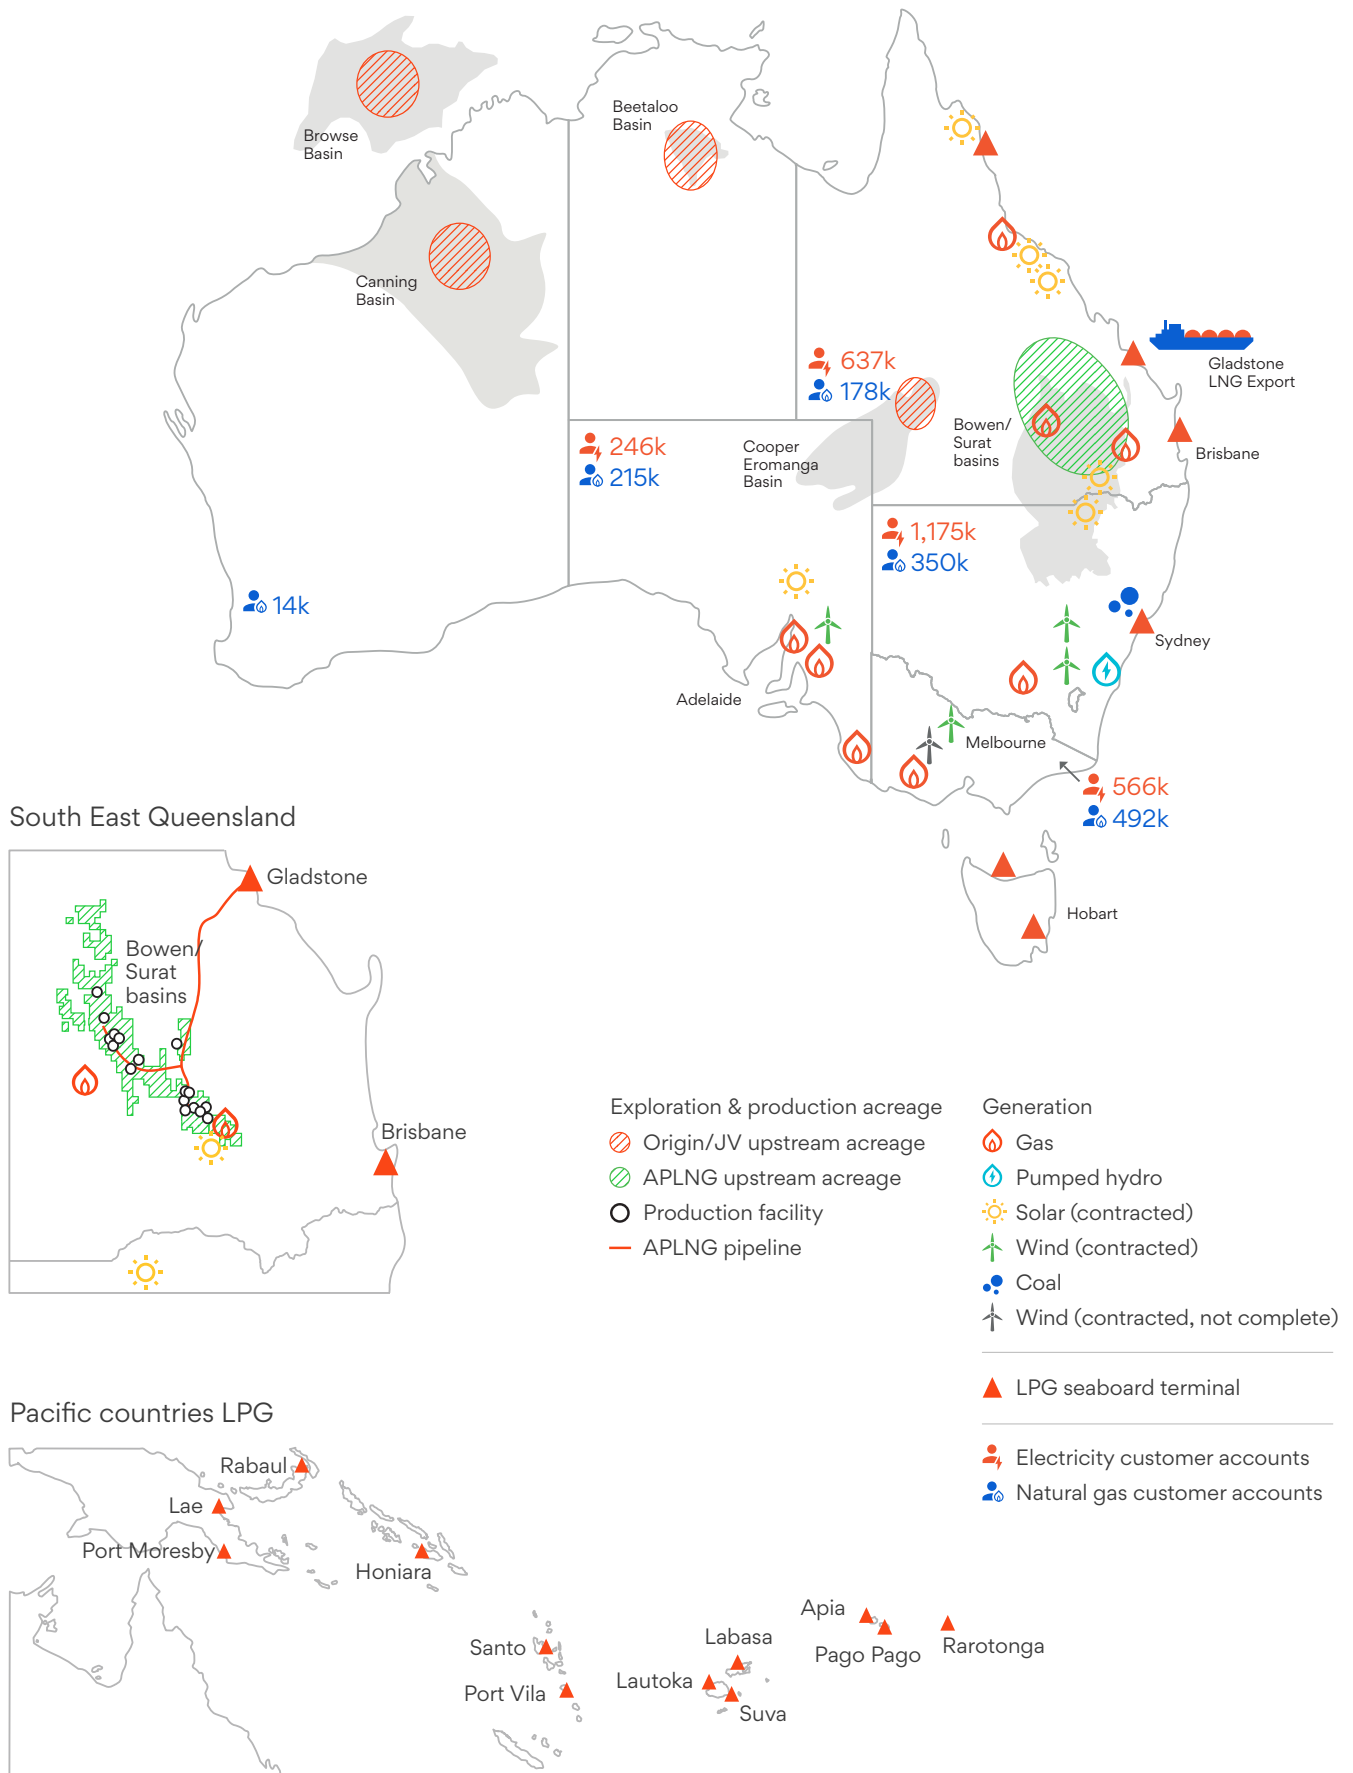 Browse
Basin
Beetaloo
Basin
Canning
Basin
637k
178k
Gladstone
LNG Export
246k
215k
Cooper
Eromanga
Basin
Bowen/
Surat
basins
Brisbane
1,175k
350k
14k
Sydney
Adelaide
Melbourne
566k
492k
Hobart
South East Queensland
Gladstone
Bowen/
Surat
basins
Brisbane
Exploration & production acreage
Origin/JV upstream acreage
APLNG upstream acreage
Production facility
APLNG pipeline
Generation
Gas
Pumped hydro
Solar (contracted)
Wind (contracted)
Coal
Wind (contracted, not complete)
LPG seaboard terminal
Electricity customer accounts
Natural gas customer accounts
Pacific countries LPG
Rabaul
Lae
Port Moresby
Honiara
Santo
Port Vila
Lautoka
Labasa
Suva
Apia
Pago Pago
Rarotonga